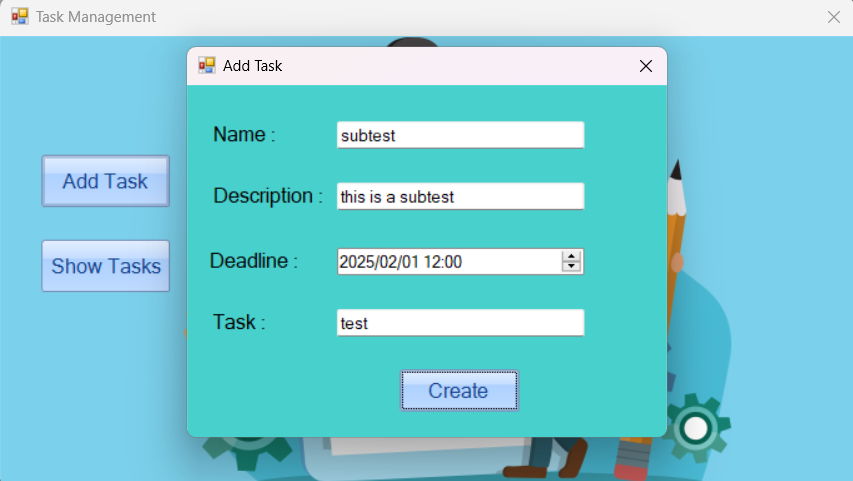 Task Management
Add Task
Name : subtest
Add Task
Description : this is a subtest
Show Tasks
Deadline : 2025/02/01 12:00
Task : test
Create